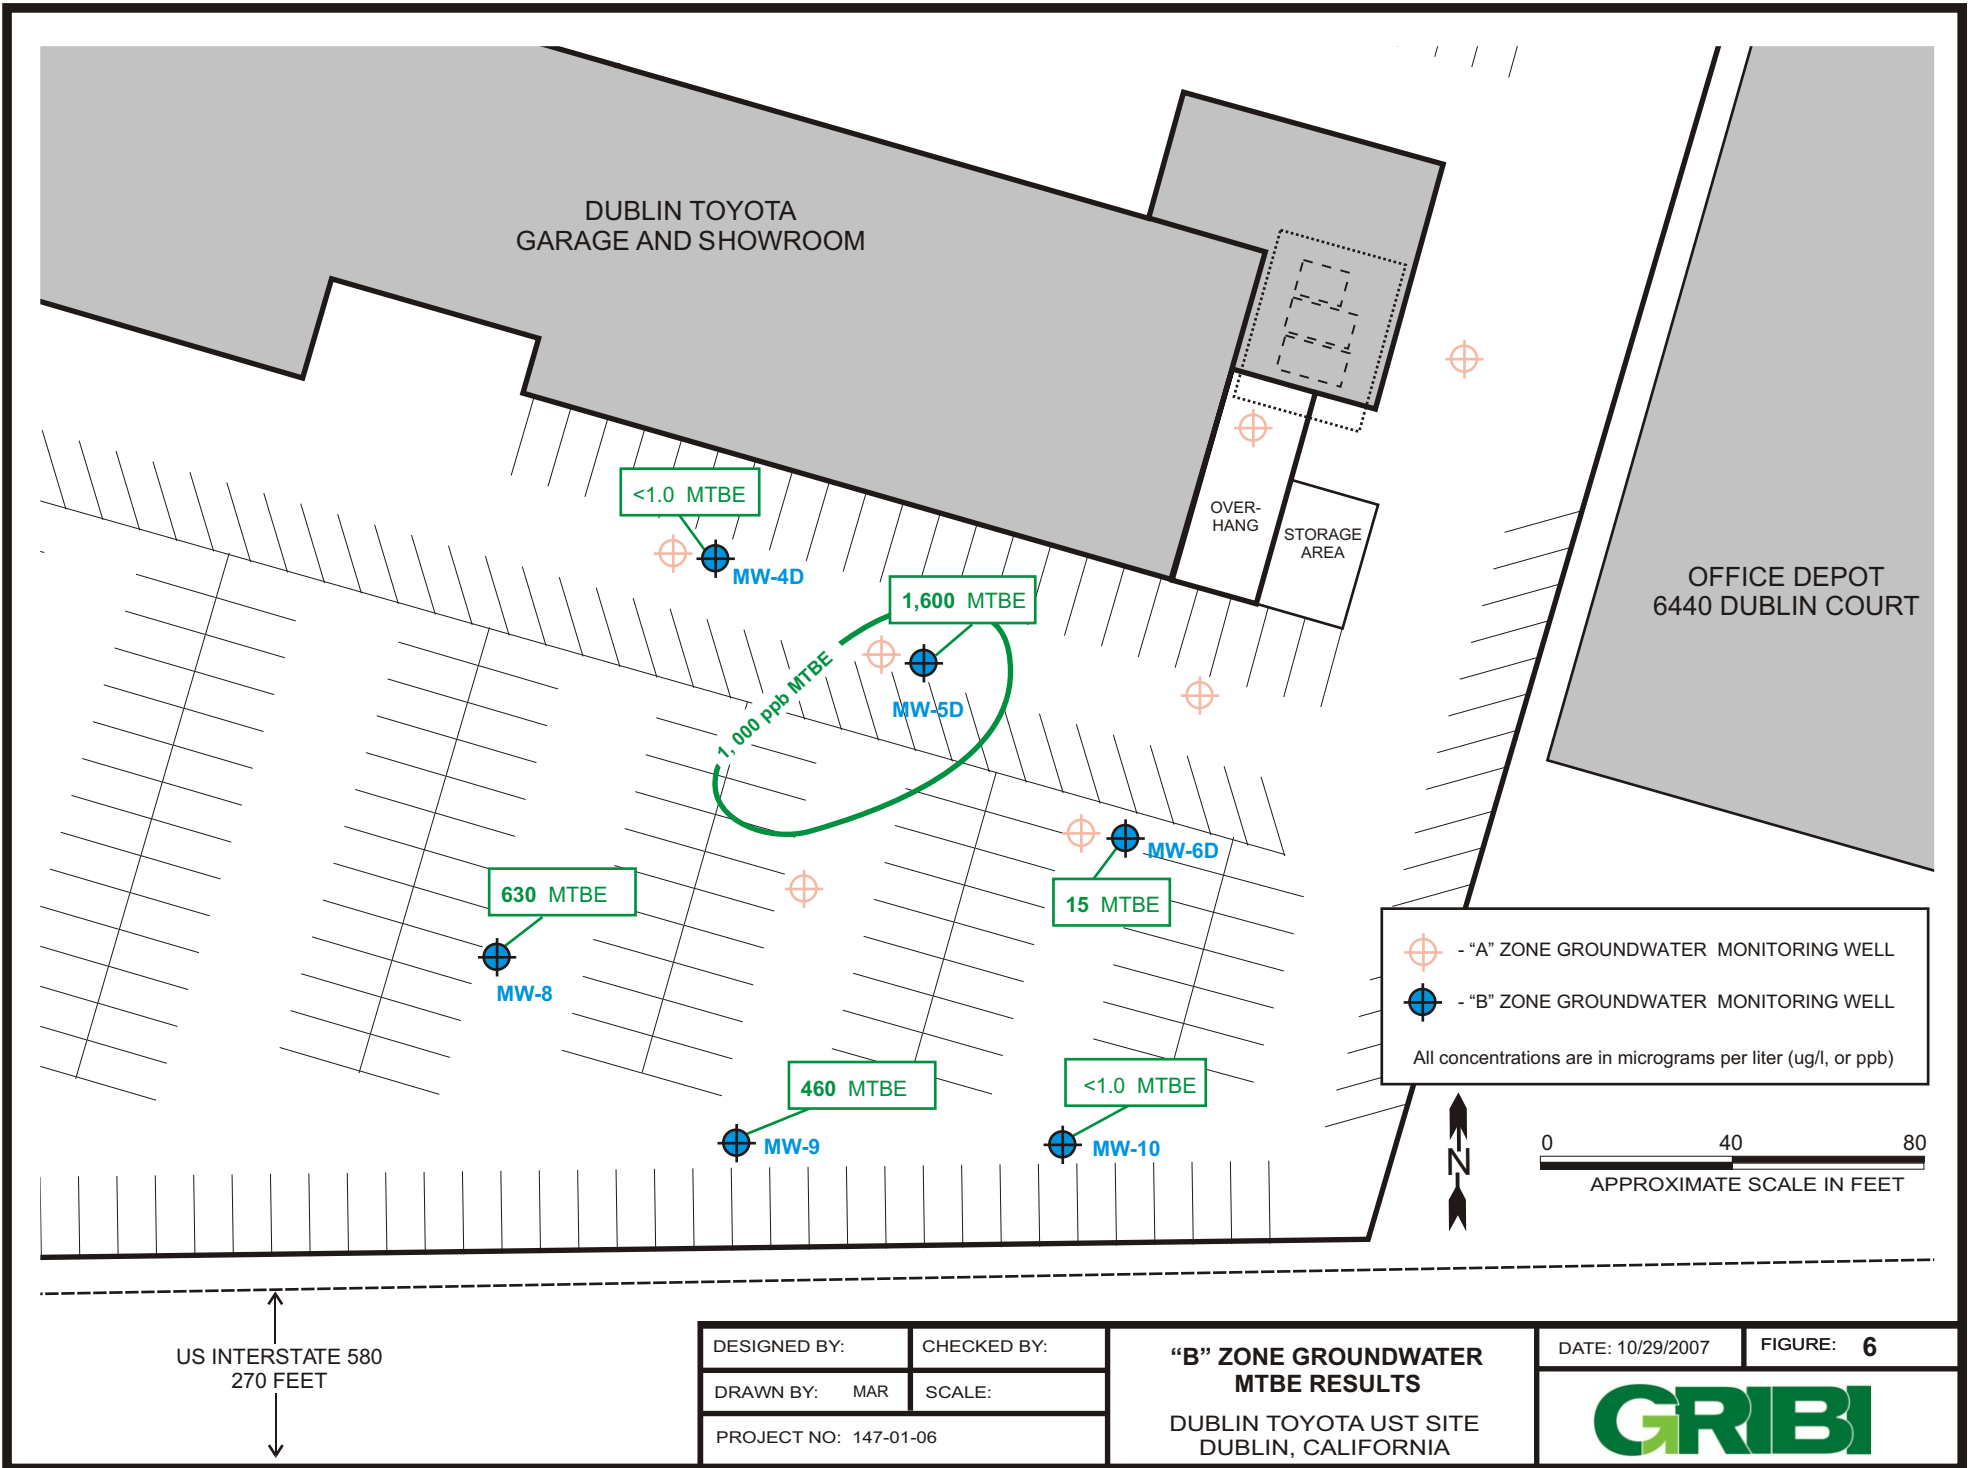 DUBLIN TOYOTA
GARAGE AND SHOWROOM
<1.0 MTBE
MW-4D
1,600 MTBE
1, 000 ppb MTBE
MW-5D
OVER-
HANG
STORAGE
AREA
OFFICE DEPOT
6440 DUBLIN COURT
MW-6D
15 MTBE
630 MTBE
MW-8
460 MTBE
MW-9
<1.0 MTBE
MW-10
- “A” ZONE GROUNDWATER MONITORING WELL
- “B” ZONE GROUNDWATER MONITORING WELL
All concentrations are in micrograms per liter (ug/l, or ppb)
N
0 40 80
APPROXIMATE SCALE IN FEET
US INTERSTATE 580
270 FEET
DESIGNED BY:
CHECKED BY:
DRAWN BY: MAR
SCALE:
PROJECT NO: 147-01-06
“B” ZONE GROUNDWATER
MTBE RESULTS
DUBLIN TOYOTA UST SITE
DUBLIN, CALIFORNIA
DATE: 10/29/2007
FIGURE: 6
GRIBI